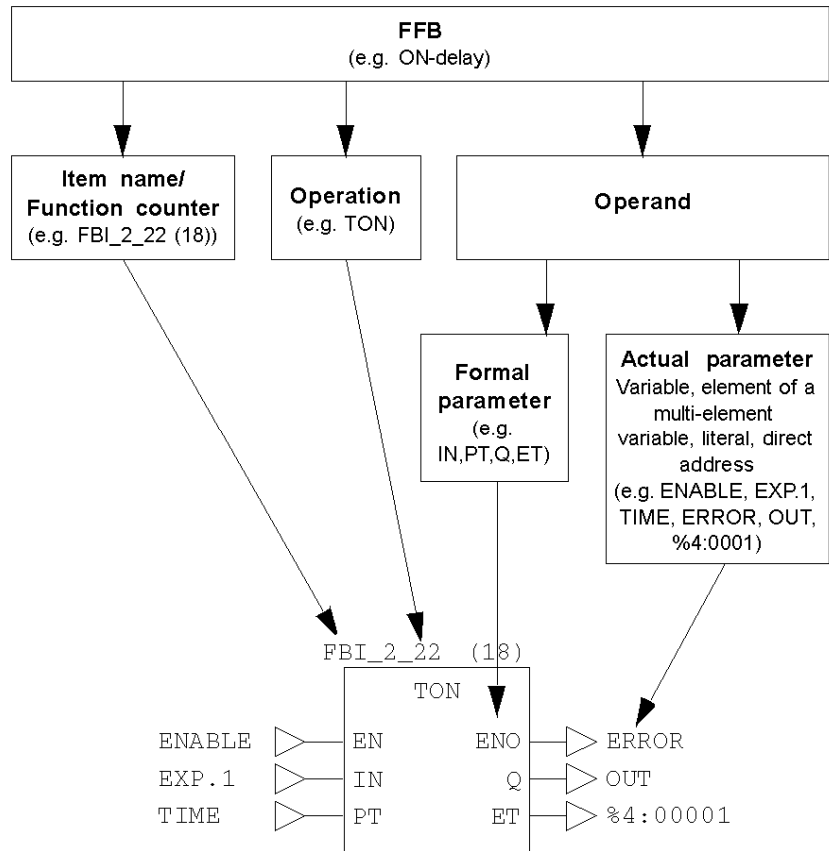 FFB
(e.g. ON-delay)
Item name/
Function counter
(e.g. FBI_2_22 (18))
Operation
(e.g. TON)
Operand
Formal
parameter
(e.g.
IN,PT,Q,ET)
Actual parameter
Variable, element of a
multi-element
variable, literal, direct
address
(e.g. ENABLE, EXP.1,
TIME, ERROR, OUT,
%4:0001)
FBI_2_22 (18)
TON
ENABLE EN ENO ERROR
EXP.1 IN Q OUT
TIME PT ET %4:00001